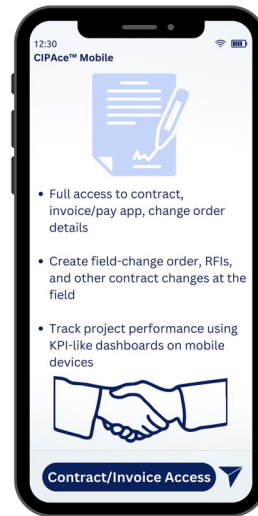 12:30
CIPAce™ Mobile
• Full access to contract,
invoice/pay app, change order
details
• Create field-change order, RFIs,
and other contract changes at the
field
• Track project performance using
KPI-like dashboards on mobile
devices
Contract/Invoice Access